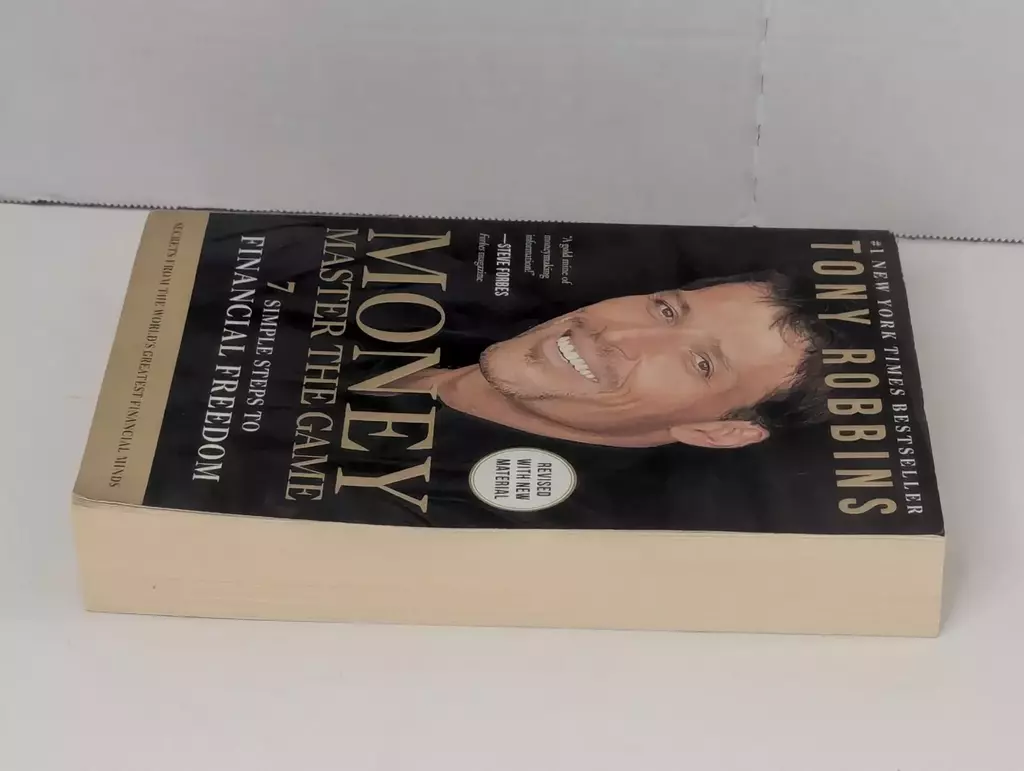 #1 NEW YORK TIMES BESTSELLER
TONY ROBBINS
"A gold mine of
moneymaking
information!"
—STEVE FORBES
Forbes magazine
REVISED
WITH NEW
MATERIAL
MONEY
MASTER THE GAME
7 SIMPLE STEPS TO
FINANCIAL FREEDOM
SECRETS FROM THE WORLD'S GREATEST FINANCIAL MINDS